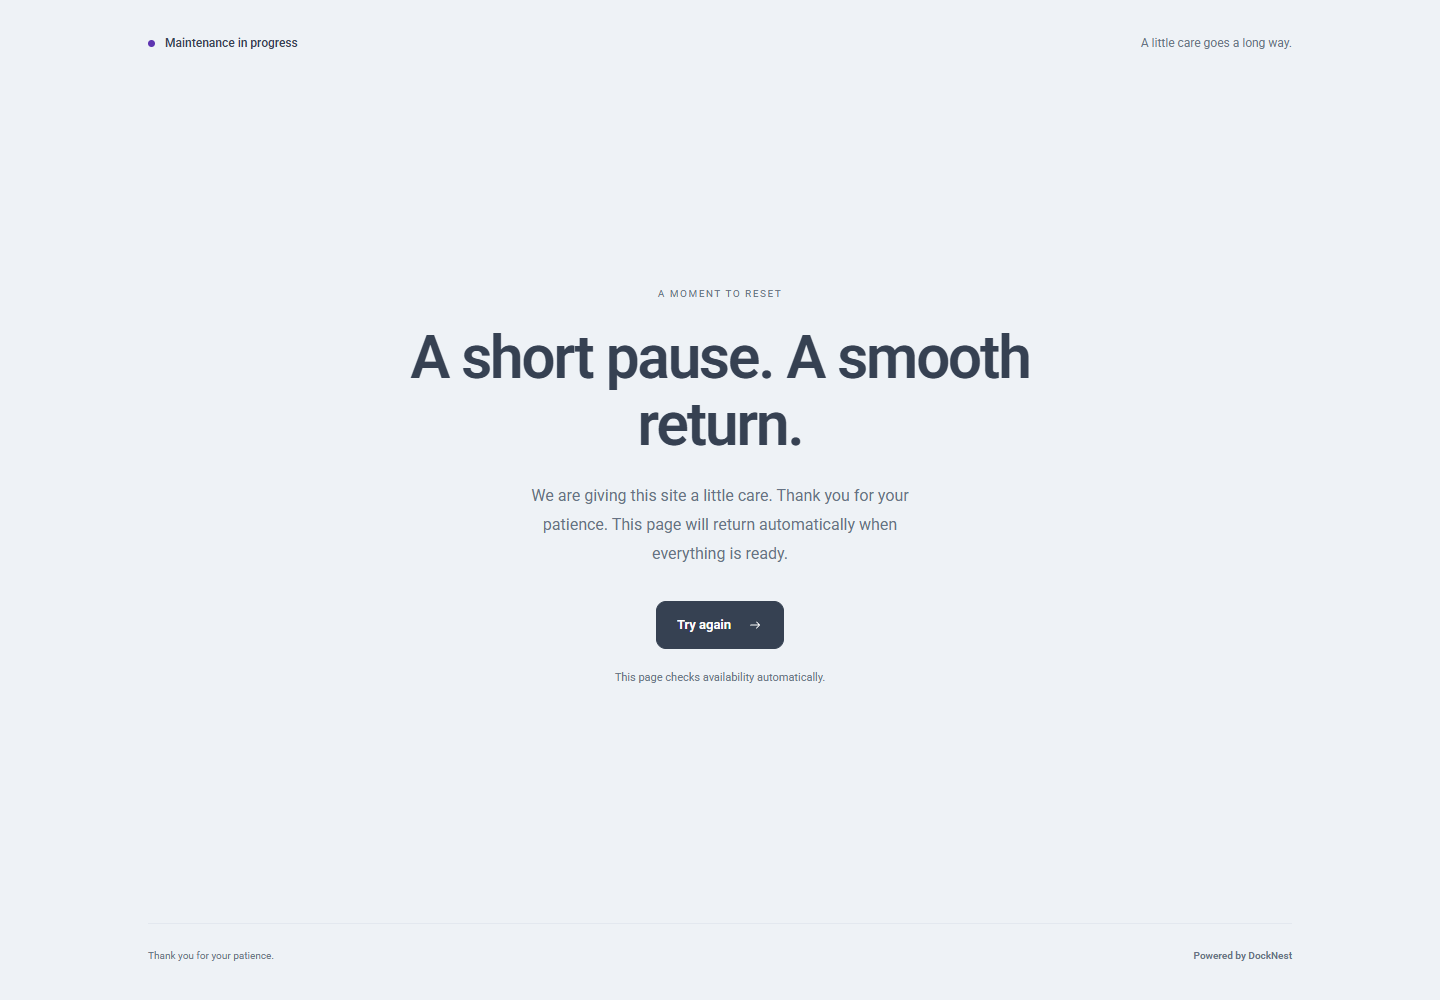 Maintenance in progress
A little care goes a long way.
A MOMENT TO RESET
A short pause. A smooth
return.
We are giving this site a little care. Thank you for your
patience. This page will return automatically when
everything is ready.
Try again →
This page checks availability automatically.
Thank you for your patience.
Powered by DockNest